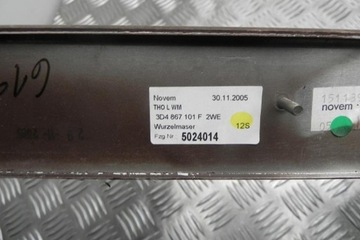 Novem 30.11.2005
THO L WM
3D4 867 101 F 2WE
Wurzelmaser 12S
Fzg Nr.: 5024014
novem